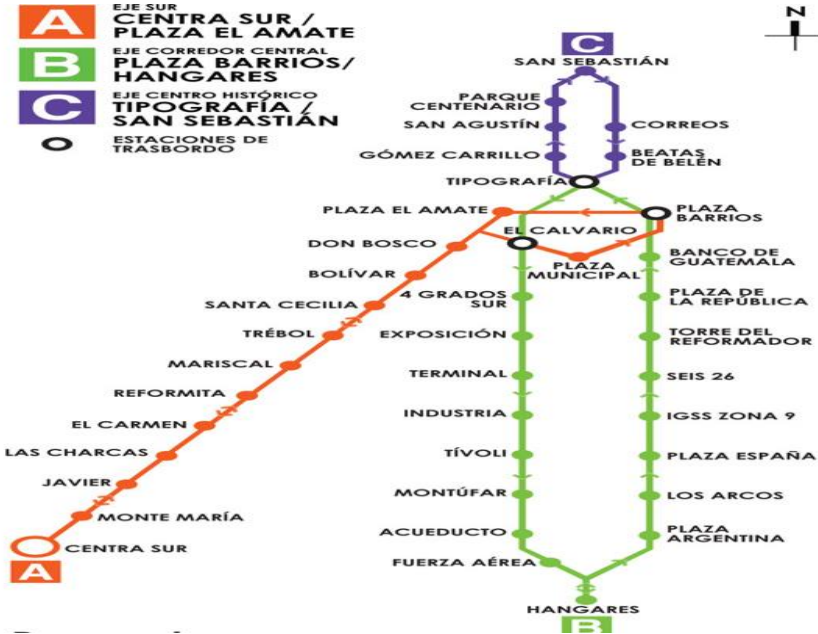 A
EJE SUR
CENTRA SUR /
PLAZA EL AMATE
B
EJE CORREDOR CENTRAL
PLAZA BARRIOS/
HANGARES
C
EJE CENTRO HISTÓRICO
TIPOGRAFÍA /
SAN SEBASTIÁN
ESTACIONES DE
TRASBORDO
N
C
SAN SEBASTIÁN
PARQUE
CENTENARIO
SAN AGUSTÍN
CORREOS
GÓMEZ CARRILLO
BEATAS
DE BELÉN
TIPOGRAFÍA
PLAZA EL AMATE
PLAZA
BARRIOS
EL CALVARIO
DON BOSCO
PLAZA
MUNICIPAL
BANCO DE
GUATEMALA
BOLÍVAR
4 GRADOS
SUR
PLAZA DE
LA REPÚBLICA
SANTA CECILIA
TRÉBOL
EXPOSICIÓN
TORRE DEL
REFORMADOR
MARISCAL
TERMINAL
SEIS 26
REFORMITA
INDUSTRIA
IGSS ZONA 9
EL CARMEN
LAS CHARCAS
TÍVOLI
PLAZA ESPAÑA
JAVIER
MONTÚFAR
LOS ARCOS
MONTE MARÍA
ACUEDUCTO
PLAZA
ARGENTINA
CENTRA SUR
A
FUERZA AÉREA
HANGARES
B